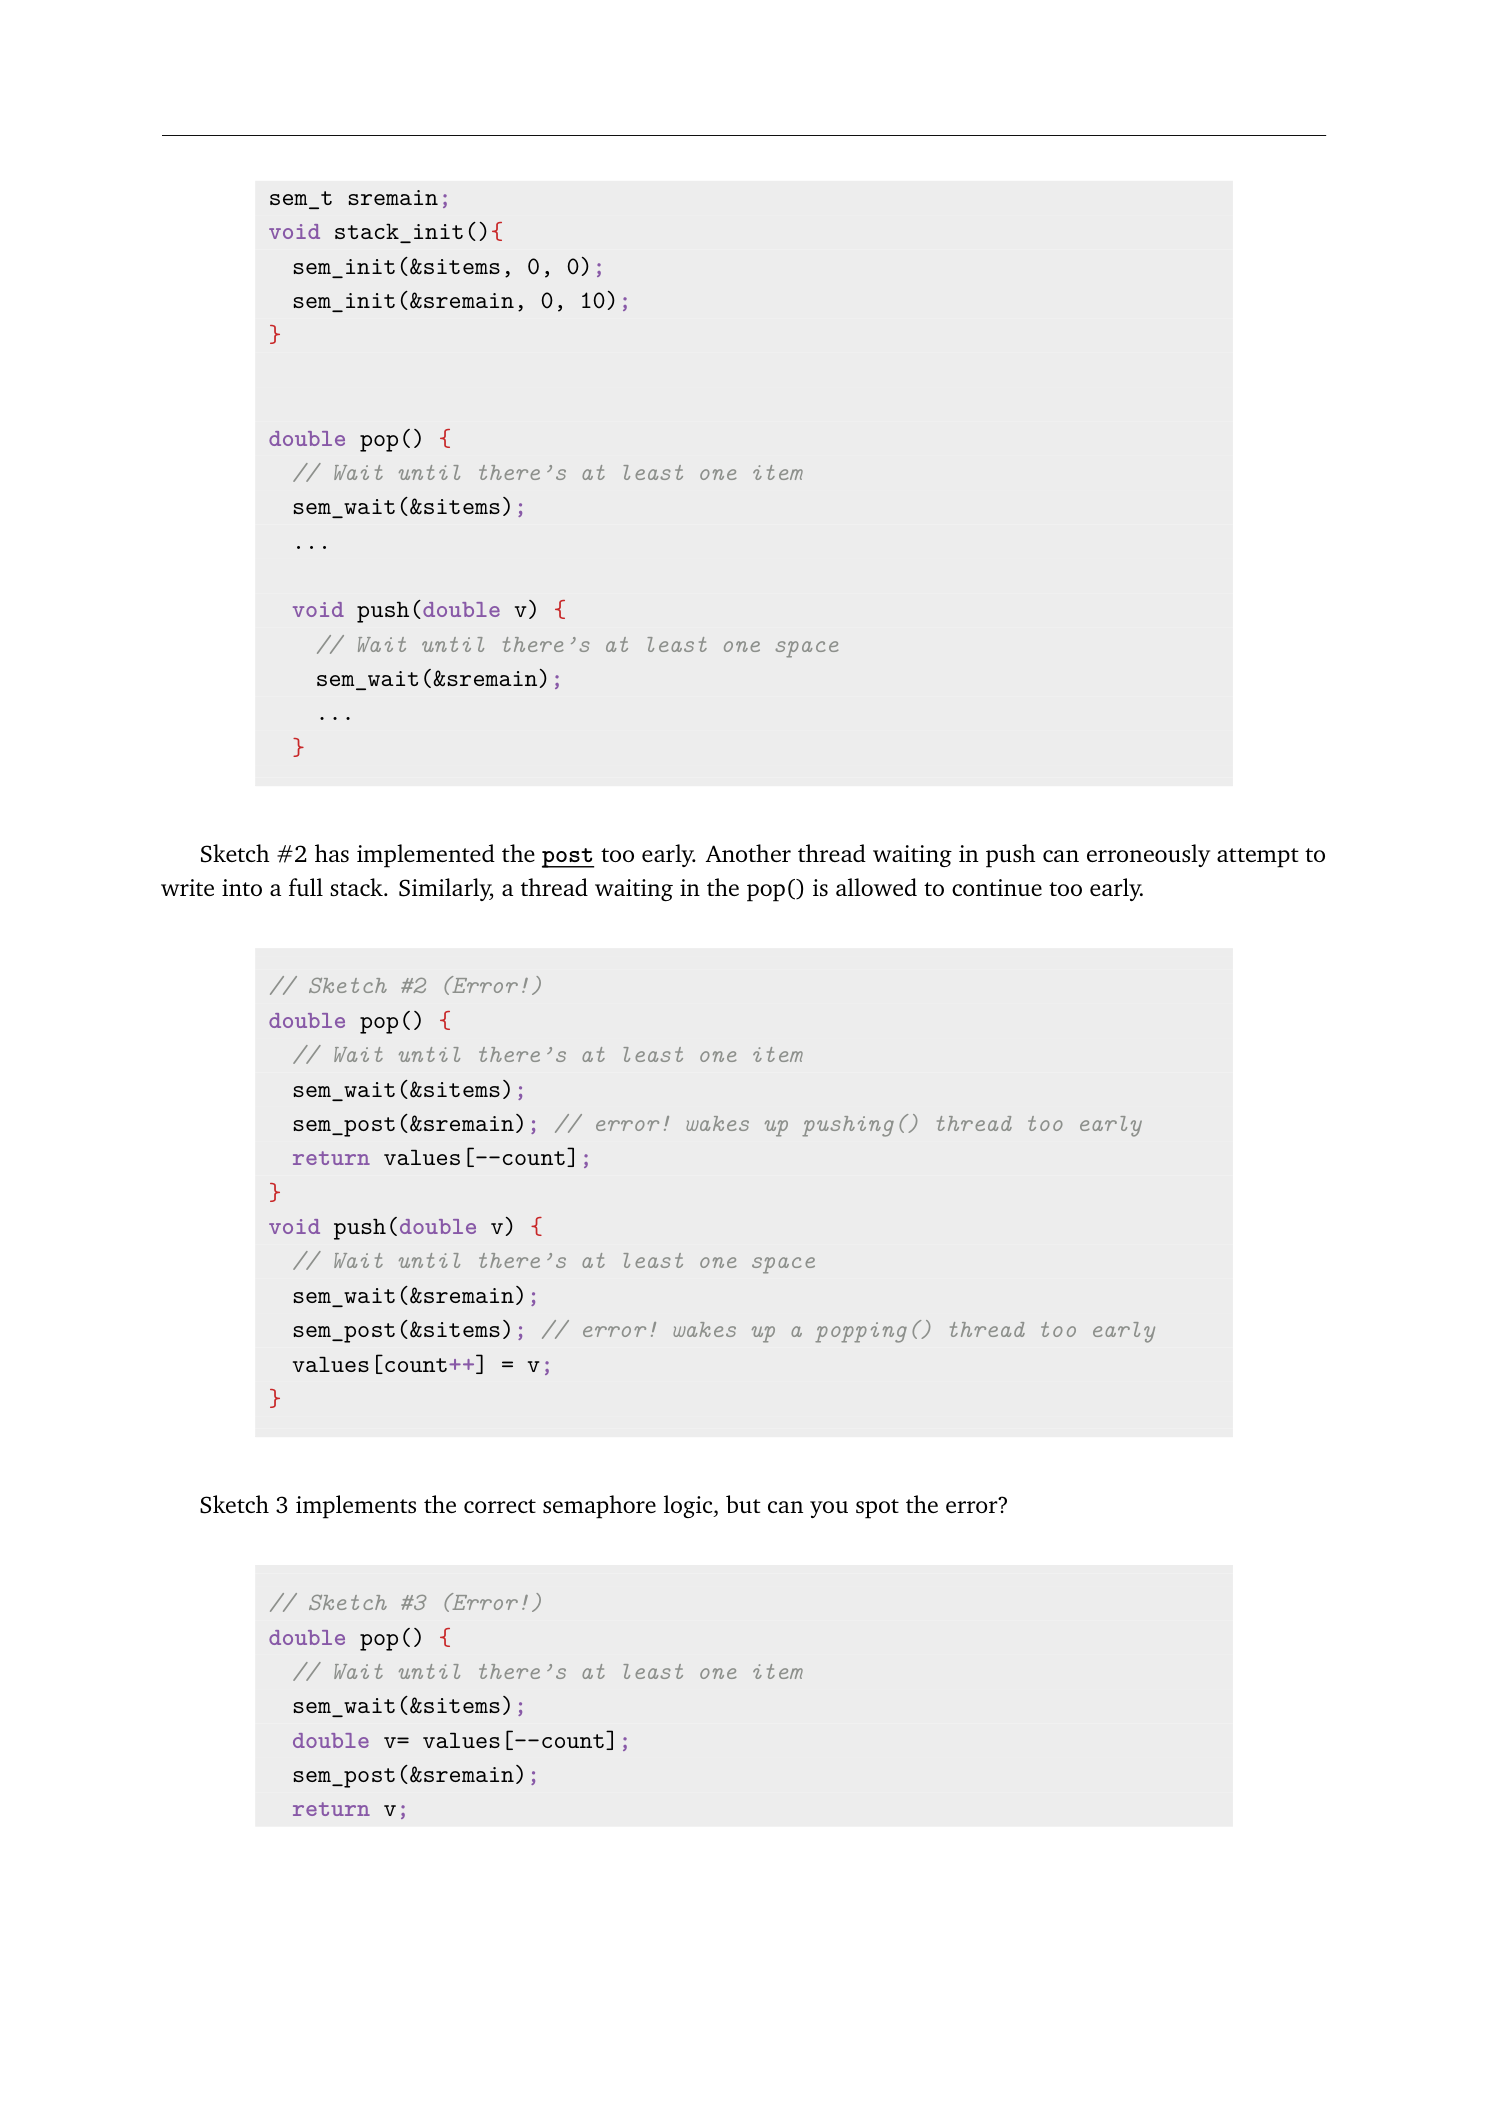 sem_t sremain;
void stack_init(){
  sem_init(&sitems, 0, 0);
  sem_init(&sremain, 0, 10);
}
double pop() {
  // Wait until there's at least one item
  sem_wait(&sitems);
  ...
  void push(double v) {
    // Wait until there's at least one space
    sem_wait(&sremain);
    ...
  }
Sketch #2 has implemented the post too early. Another thread waiting in push can erroneously attempt to
write into a full stack. Similarly, a thread waiting in the pop() is allowed to continue too early.
// Sketch #2 (Error!)
double pop() {
  // Wait until there's at least one item
  sem_wait(&sitems);
  sem_post(&sremain); // error! wakes up pushing() thread too early
  return values[--count];
}
void push(double v) {
  // Wait until there's at least one space
  sem_wait(&sremain);
  sem_post(&sitems); // error! wakes up a popping() thread too early
  values[count++] = v;
}
Sketch 3 implements the correct semaphore logic, but can you spot the error?
// Sketch #3 (Error!)
double pop() {
  // Wait until there's at least one item
  sem_wait(&sitems);
  double v= values[--count];
  sem_post(&sremain);
  return v;